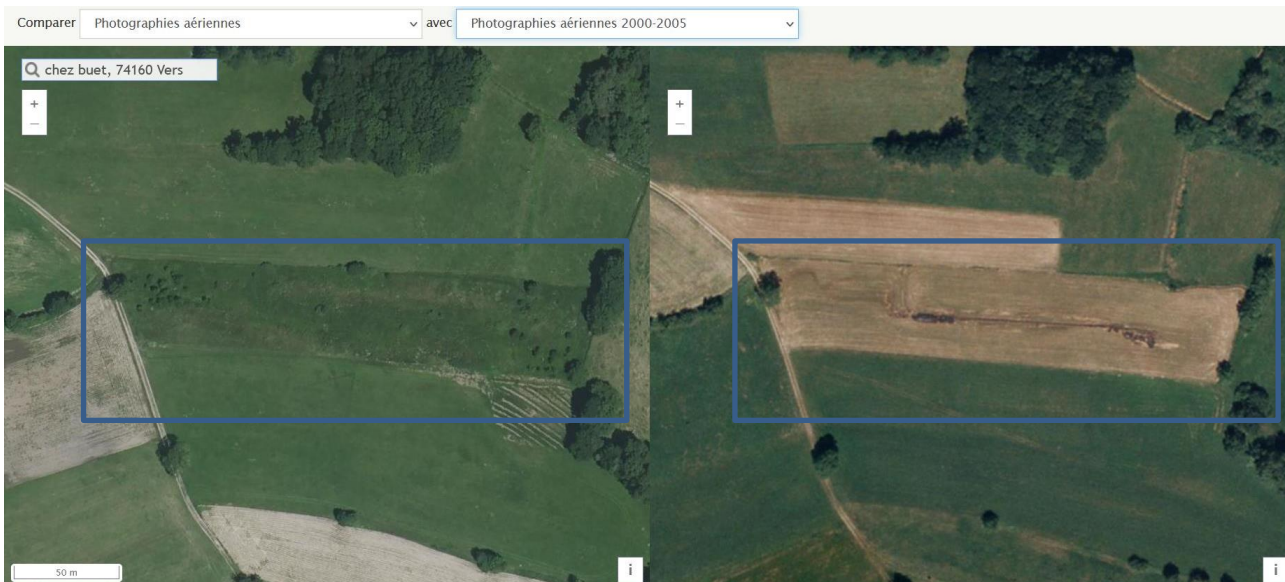 Comparer Photographies aériennes avec Photographies aériennes 2000-2005
chez buet, 74160 Vers
+ +
– –
50 m i i